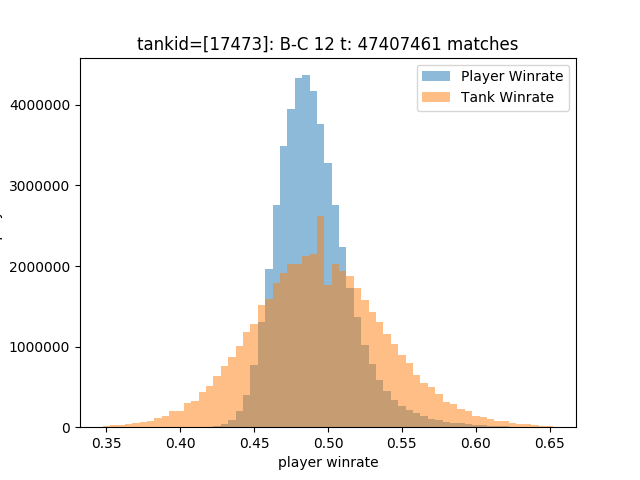 tankid=[17473]: B-C 12 t: 47407461 matches
Player Winrate
Tank Winrate
4000000
3000000
2000000
1000000
0
0.35 0.40 0.45 0.50 0.55 0.60 0.65
player winrate